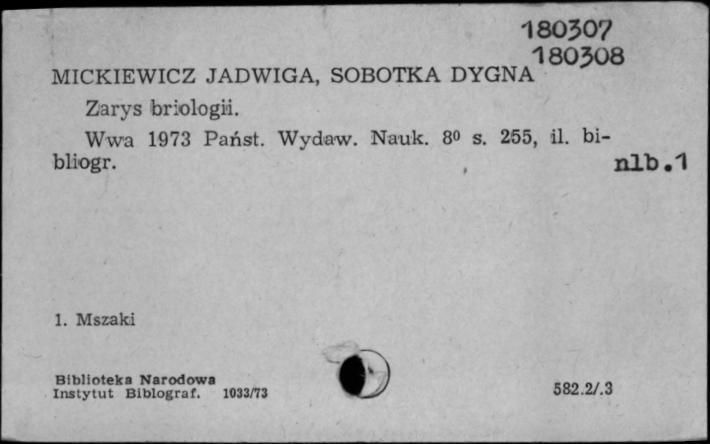 180307
180308
MICKIEWICZ JADWIGA, SOBOTKA DYGNA
Zarys briologii.
Wwa 1973 Państ. Wydaw. Nauk. 8⁰ s. 255, il. bi-
bliogr. nlb.1
1. Mszaki
Biblioteka Narodowa
Instytut Biblograf. 1033/73 582.2/.3